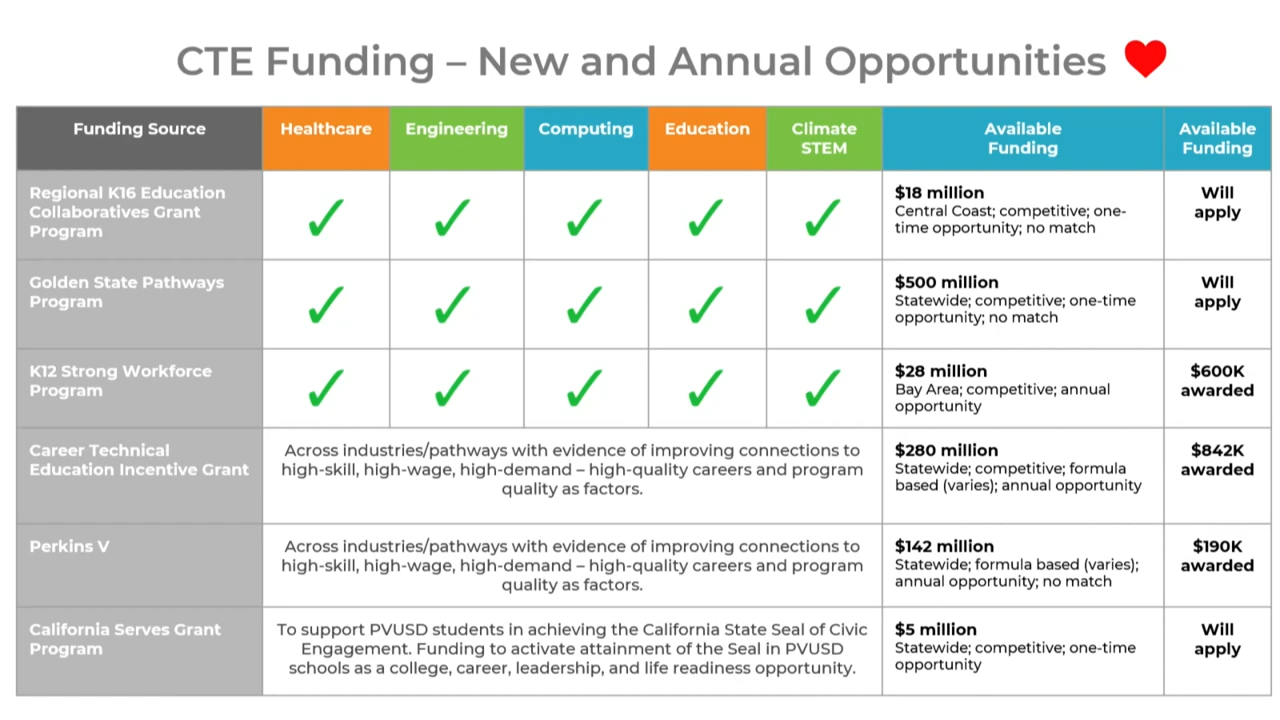 CTE Funding – New and Annual Opportunities
Funding Source
Healthcare
Engineering
Computing
Education
Climate
STEM
Available
Funding
Available
Funding
Regional K16 Education
Collaboratives Grant
Program
$18 million
Central Coast; competitive; one-
time opportunity; no match
Will
apply
Golden State Pathways
Program
$500 million
Statewide; competitive; one-time
opportunity; no match
Will
apply
K12 Strong Workforce
Program
$28 million
Bay Area; competitive; annual
opportunity
$600K
awarded
Career Technical
Education Incentive Grant
Across industries/pathways with evidence of improving connections to
high-skill, high-wage, high-demand – high-quality careers and program
quality as factors.
$280 million
Statewide; competitive; formula
based (varies); annual opportunity
$842K
awarded
Perkins V
Across industries/pathways with evidence of improving connections to
high-skill, high-wage, high-demand – high-quality careers and program
quality as factors.
$142 million
Statewide; formula based (varies);
annual opportunity; no match
$190K
awarded
California Serves Grant
Program
To support PVUSD students in achieving the California State Seal of Civic
Engagement. Funding to activate attainment of the Seal in PVUSD
schools as a college, career, leadership, and life readiness opportunity.
$5 million
Statewide; competitive; one-time
opportunity
Will
apply